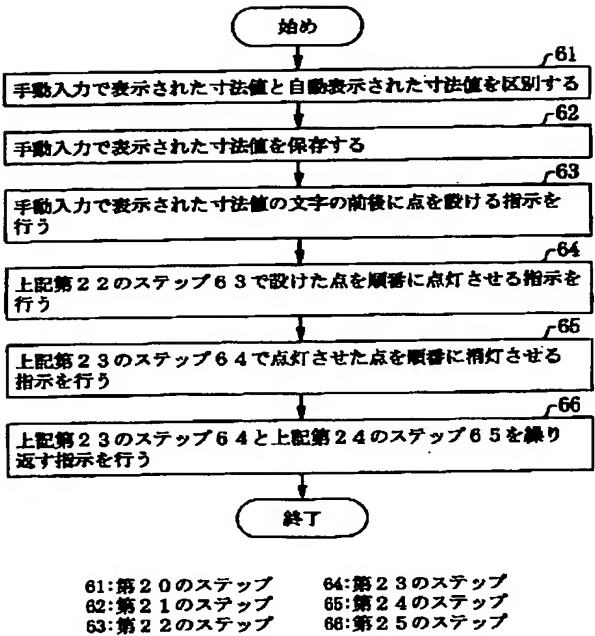 始め
61
手動入力で表示された寸法値と自動表示された寸法値を区別する
62
手動入力で表示された寸法値を保存する
63
手動入力で表示された寸法値の文字の前後に点を設ける指示を
行う
64
上記第22のステップ63で設けた点を順番に点灯させる指示を
行う
65
上記第23のステップ64で点灯させた点を順番に消灯させる
指示を行う
66
上記第23のステップ64と上記第24のステップ65を繰り
返す指示を行う
終了
61:第20のステップ 64:第23のステップ
62:第21のステップ 65:第24のステップ
63:第22のステップ 66:第25のステップ